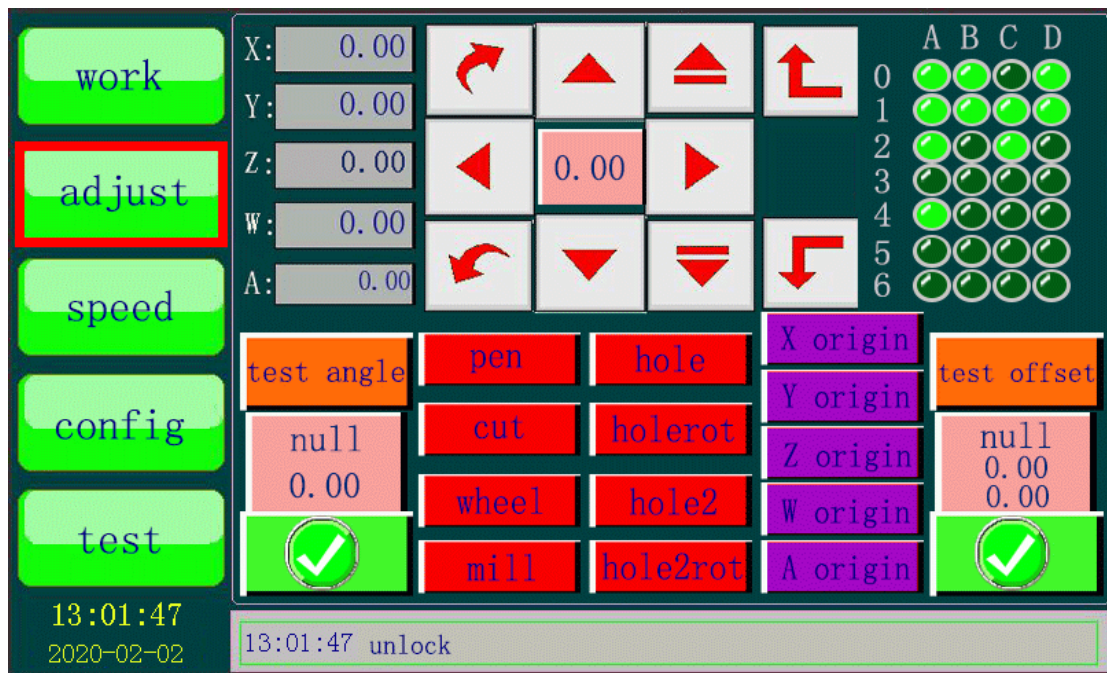 work
adjust
speed
config
test
13:01:47
2020-02-02
X: 0.00
Y: 0.00
Z: 0.00
W: 0.00
A: 0.00
0.00
A B C D
0
1
2
3
4
5
6
test angle
null
0.00
pen
cut
wheel
mill
hole
holerot
hole2
hole2rot
X origin
Y origin
Z origin
W origin
A origin
test offset
null
0.00
0.00
13:01:47 unlock